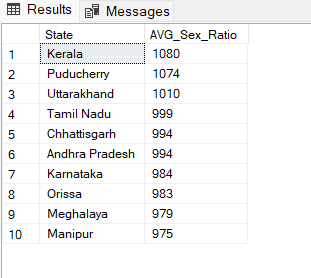 Results Messages
State AVG_Sex_Ratio
1 Kerala 1080
2 Puducherry 1074
3 Uttarakhand 1010
4 Tamil Nadu 999
5 Chhattisgarh 994
6 Andhra Pradesh 994
7 Karnataka 984
8 Orissa 983
9 Meghalaya 979
10 Manipur 975